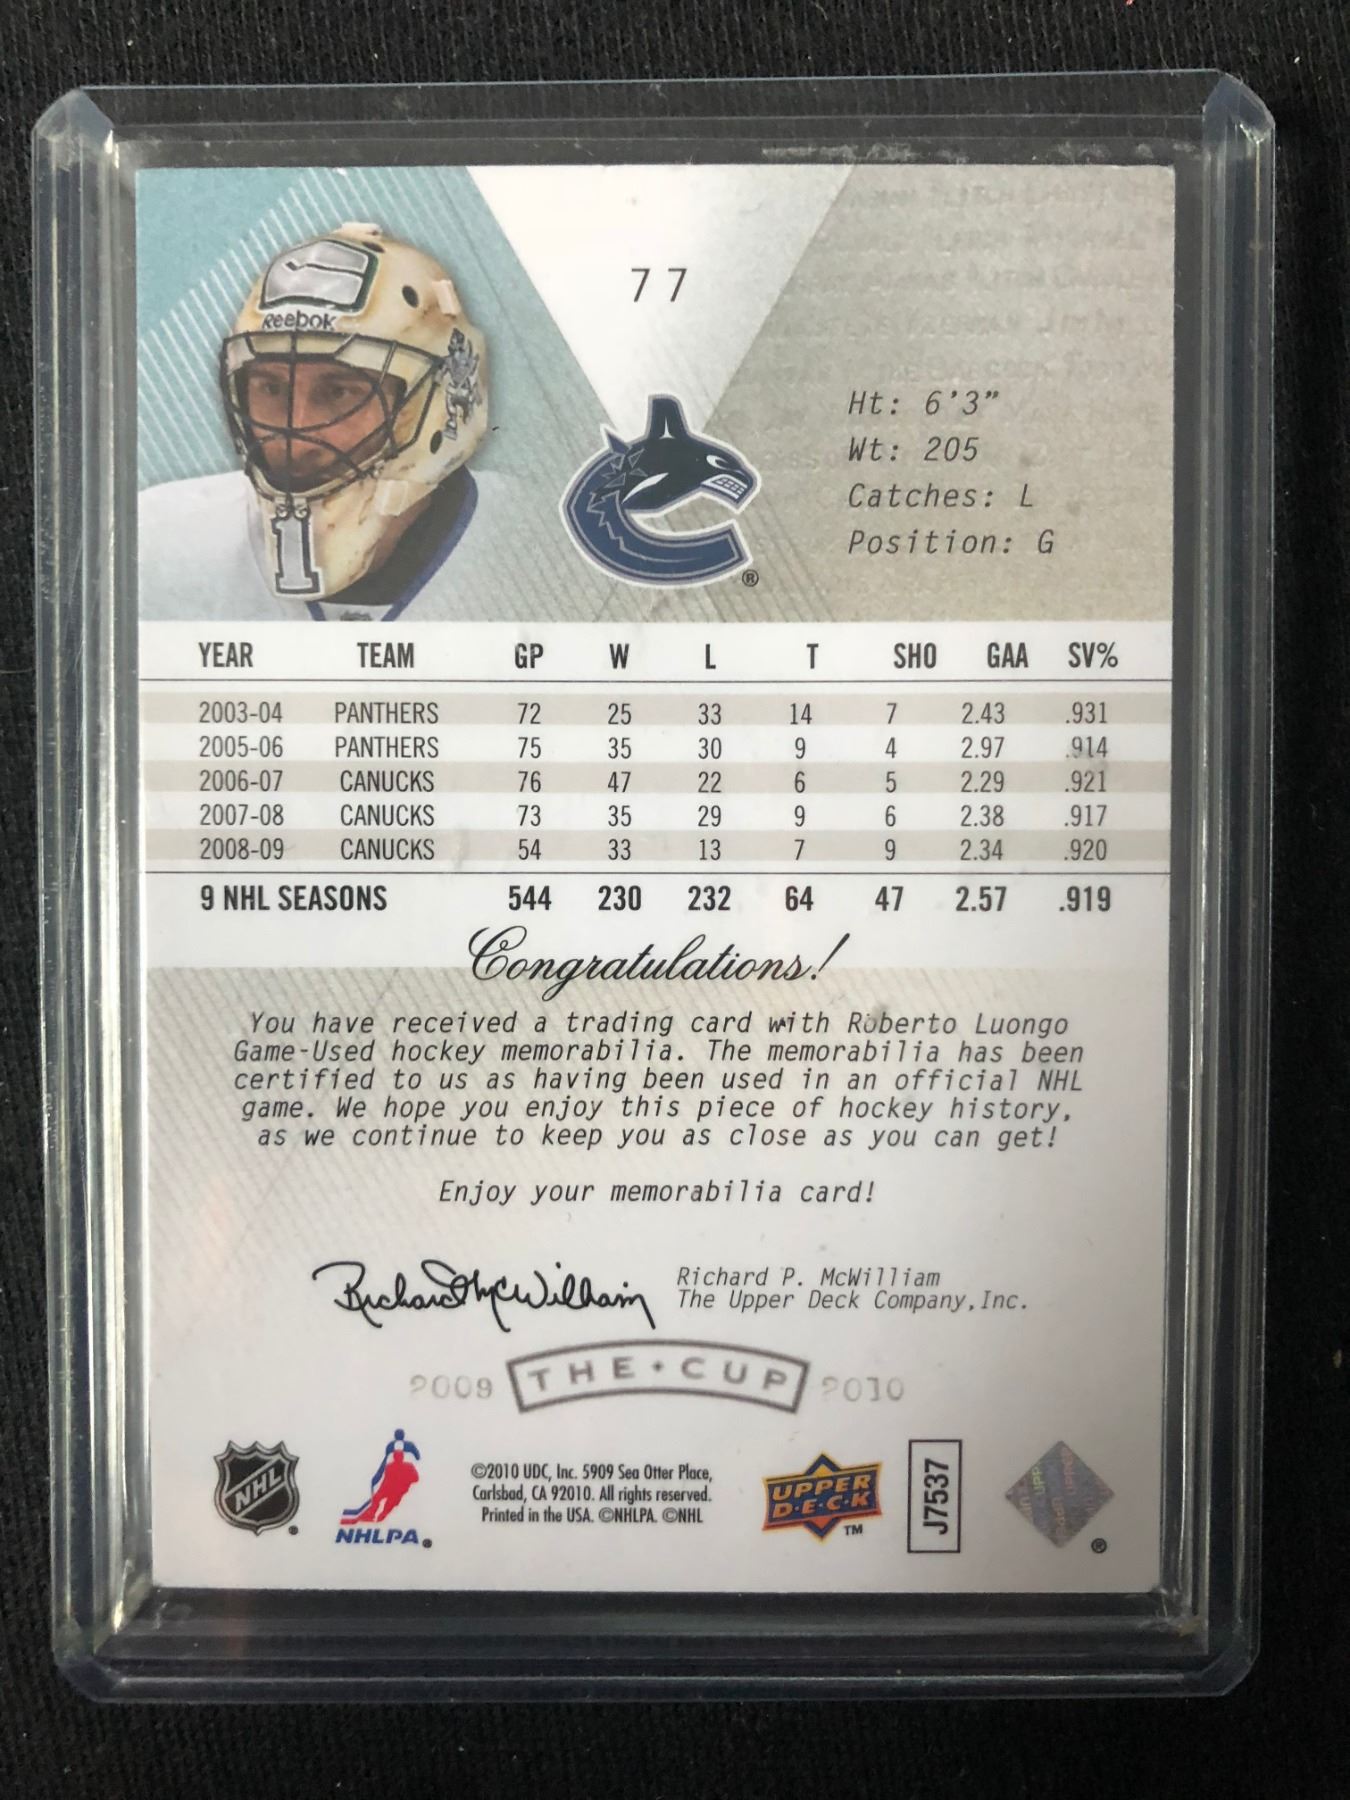 77
Reebok
1
Ht: 6'3"
Wt: 205
Catches: L
Position: G
®
YEAR TEAM GP W L T SHO GAA SV%
2003-04 PANTHERS 72 25 33 14 7 2.43 .931
2005-06 PANTHERS 75 35 30 9 4 2.97 .914
2006-07 CANUCKS 76 47 22 6 5 2.29 .921
2007-08 CANUCKS 73 35 29 9 6 2.38 .917
2008-09 CANUCKS 54 33 13 7 9 2.34 .920
9 NHL SEASONS 544 230 232 64 47 2.57 .919
Congratulations!
You have received a trading card with Roberto Luongo
Game-Used hockey memorabilia. The memorabilia has been
certified to us as having been used in an official NHL
game. We hope you enjoy this piece of hockey history,
as we continue to keep you as close as you can get!
Enjoy your memorabilia card!
Richard McWilliam
Richard P. McWilliam
The Upper Deck Company, Inc.
2009 THE CUP 2010
NHL ®
NHLPA ®
©2010 UDC, Inc. 5909 Sea Otter Place,
Carlsbad, CA 92010. All rights reserved.
Printed in the USA. ©NHLPA. ©NHL
UPPER
D·E·C·K
TM
J7537
®